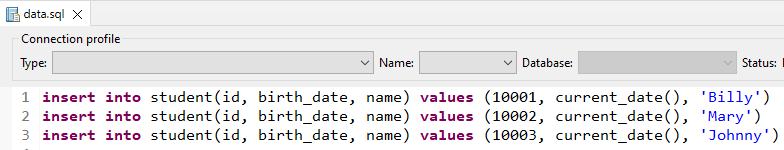 data.sql
Connection profile
Type: Name: Database: Status:
1 insert into student(id, birth_date, name) values (10001, current_date(), 'Billy')
2 insert into student(id, birth_date, name) values (10002, current_date(), 'Mary')
3 insert into student(id, birth_date, name) values (10003, current_date(), 'Johnny')